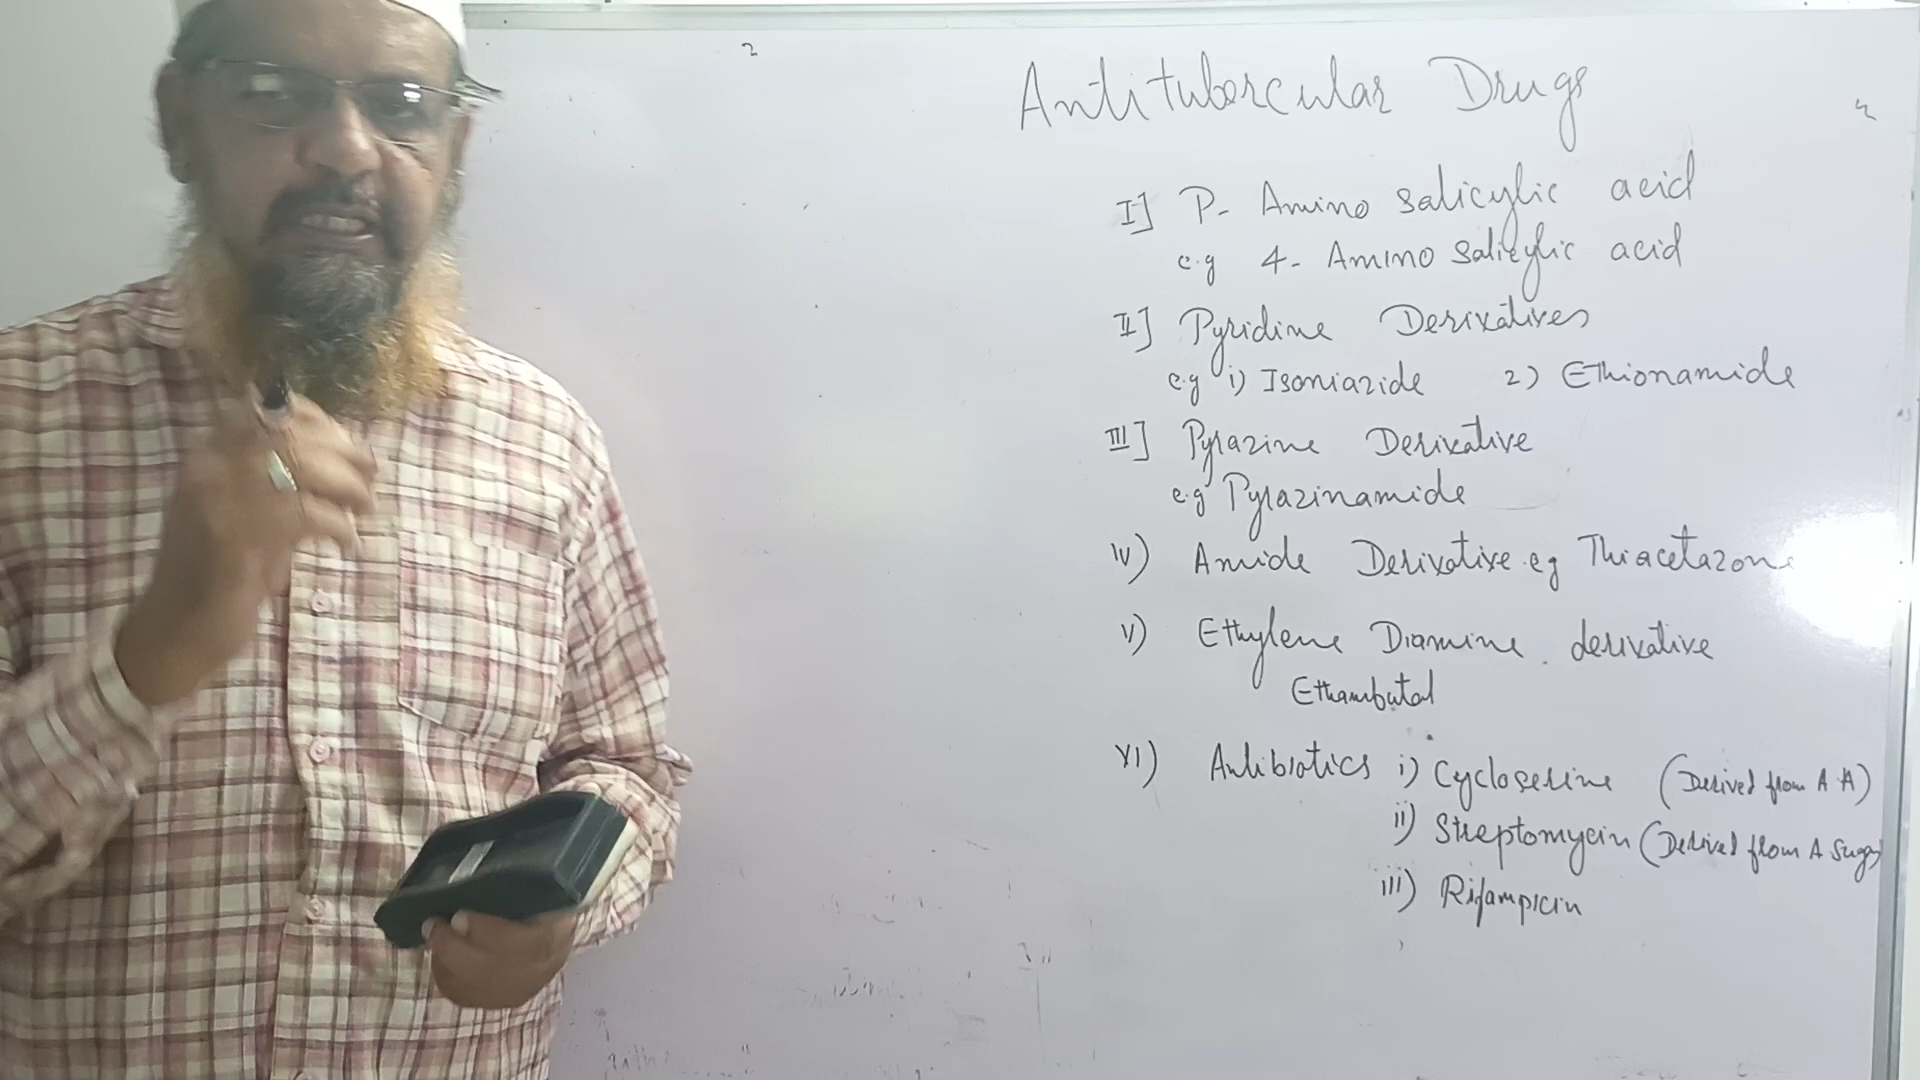 Antitubercular Drugs
I] P- Amino salicylic acid
e.g 4- Amino salicylic acid
II] Pyridine Derivatives
e.g i) Isoniazide 2) Ethionamide
III] Pyrazine Derivative
e.g Pyrazinamide
IV) Amide Derivative eg Thiacetazone
V) Ethylene Diamine derivative
Ethambutal
VI) Antibiotics i) Cycloserine (Derived from A A)
ii) Streptomycin (Derived from A Sugar
iii) Rifampicin